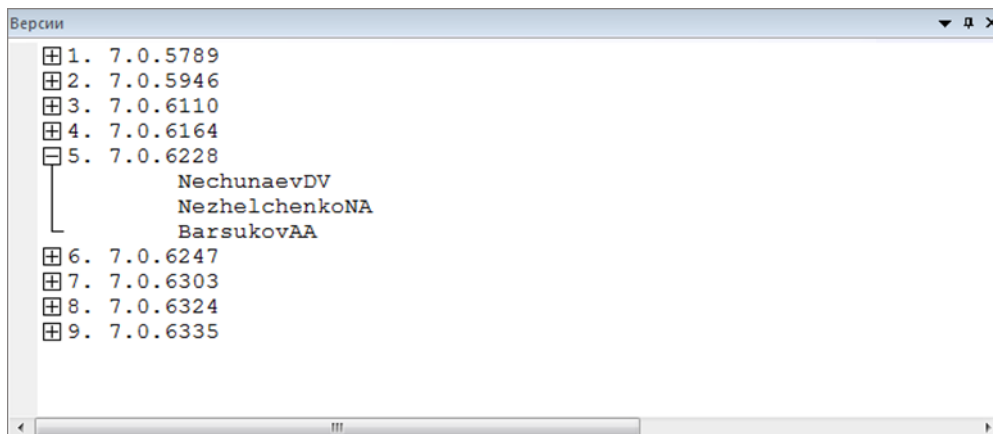 Версии
1. 7.0.5789
2. 7.0.5946
3. 7.0.6110
4. 7.0.6164
5. 7.0.6228
NechunaevDV
NezhelchenkoNA
BarsukovAA
6. 7.0.6247
7. 7.0.6303
8. 7.0.6324
9. 7.0.6335